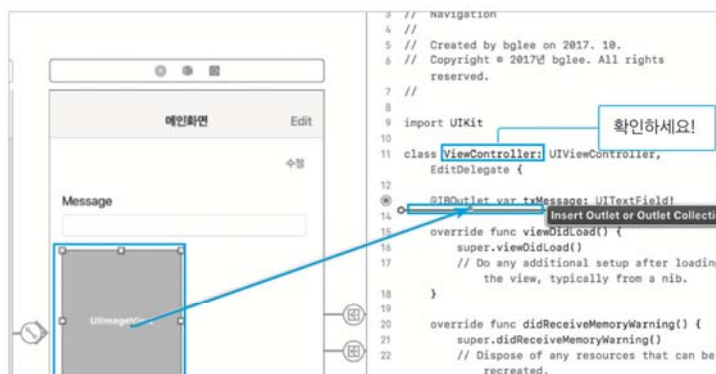 메인화면
Edit
수정
Message
UIImageView
3 // Navigation
4 //
5 // Created by bglee on 2017. 10.
6 // Copyright © 2017년 bglee. All rights
reserved.
7 //
8
9 import UIKit
10
확인하세요!
11 class ViewController: UIViewController,
EditDelegate {
12
@IBOutlet var txMessage: UITextField!
14
Insert Outlet or Outlet Collecti
15 override func viewDidLoad() {
16 super.viewDidLoad()
17 // Do any additional setup after loading
the view, typically from a nib.
18 }
19
20 override func didReceiveMemoryWarning() {
21 super.didReceiveMemoryWarning()
22 // Dispose of any resources that can be
recreated.